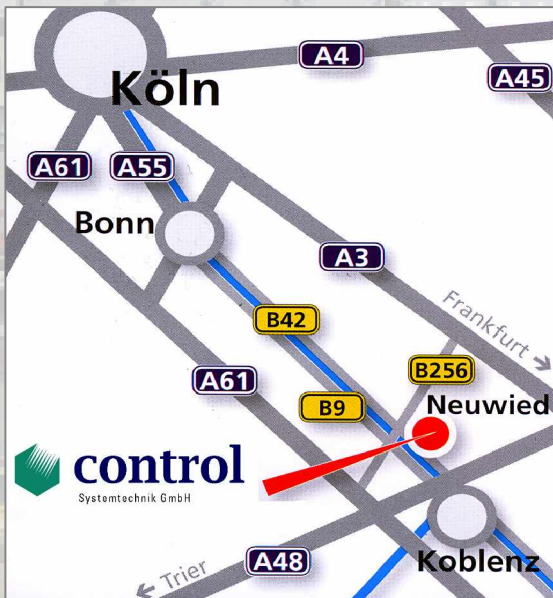 A4
A45
Köln
A61
A55
Bonn
A3
B42
Frankfurt →
B256
A61
B9
Neuwied
control
Systemtechnik GmbH
Koblenz
A48
← Trier